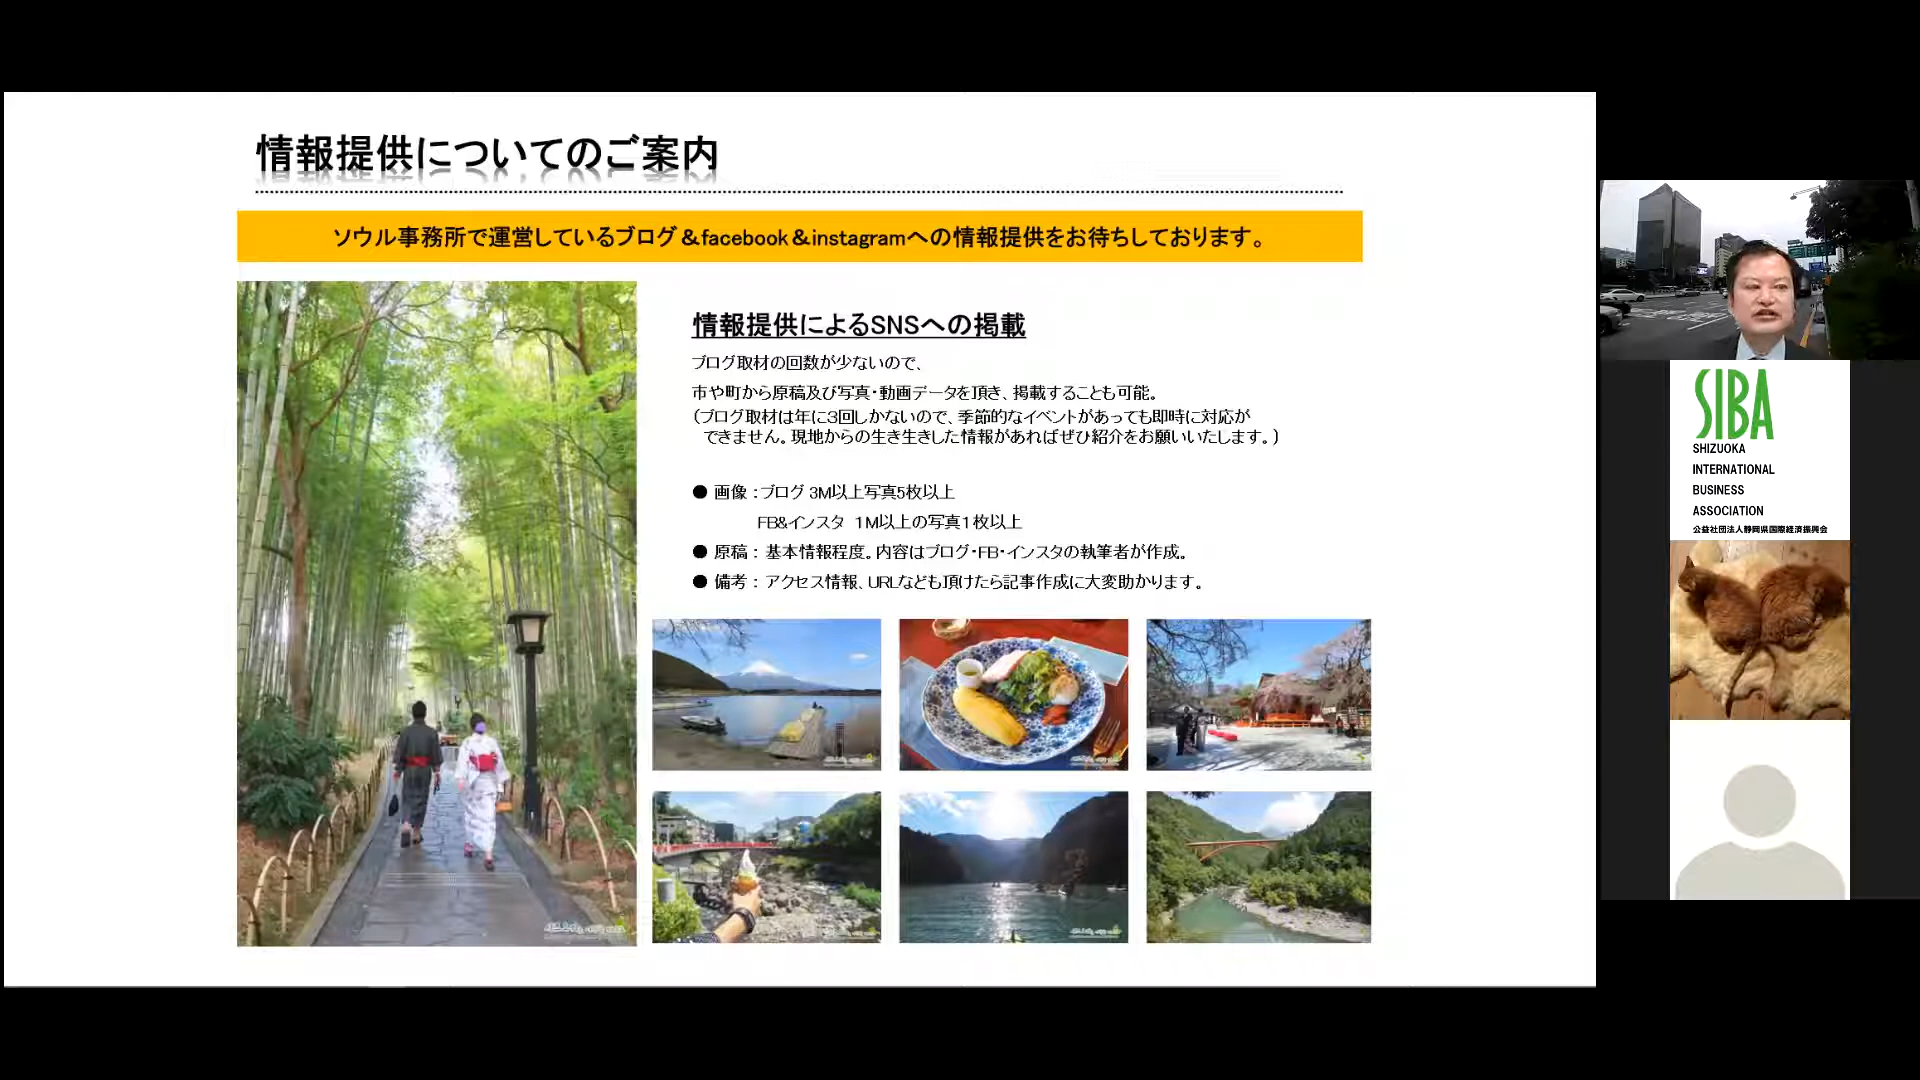 情報提供についてのご案内
ソウル事務所で運営しているブログ&facebook&instagramへの情報提供をお待ちしております。
情報提供によるSNSへの掲載
ブログ取材の回数が少ないので、
市や町から原稿及び写真・動画データを頂き、掲載することも可能。
(ブログ取材は年に3回しかないので、季節的なイベントがあっても即時に対応が
できません。現地からの生き生きした情報があればぜひ紹介をお願いいたします。)
● 画像 : ブログ 3M以上写真5枚以上
FB&インスタ 1M以上の写真1枚以上
● 原稿 : 基本情報程度。内容はブログ・FB・インスタの執筆者が作成。
● 備考 : アクセス情報、URLなども頂けたら記事作成に大変助かります。
SIBA
SHIZUOKA
INTERNATIONAL
BUSINESS
ASSOCIATION
公益社団法人静岡県国際経済振興会